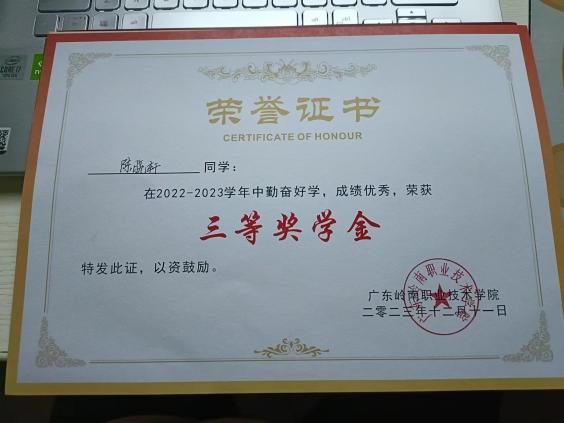 荣誉证书
CERTIFICATE OF HONOUR
同学：
在2022-2023学年中勤奋好学，成绩优秀，荣获
三等奖学金
特发此证，以资鼓励。
广东岭南职业技术学院
二〇二三年十二月十一日